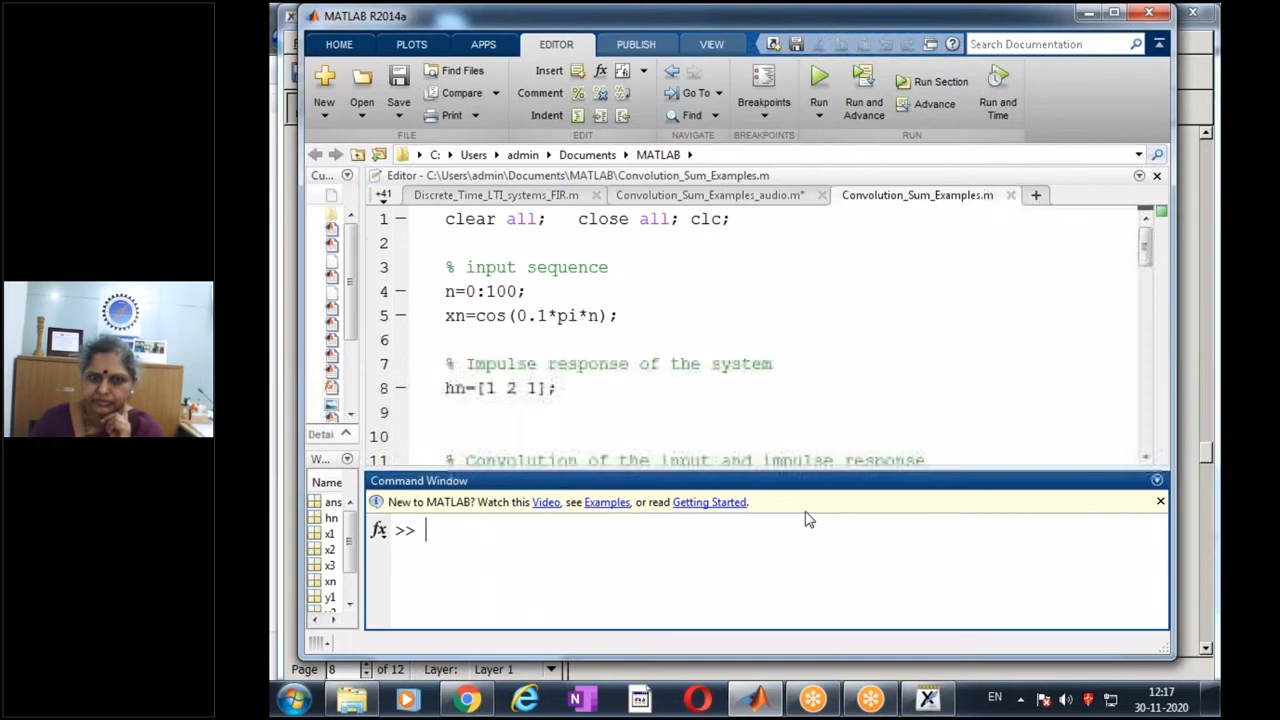 MATLAB R2014a
HOME PLOTS APPS EDITOR PUBLISH VIEW Search Documentation
New Open Save Find Files Compare Print Insert Comment Indent Go To Find Breakpoints Run Run and Advance Run Section Advance Run and Time
FILE EDIT NAVIGATE BREAKPOINTS RUN
C: Users admin Documents MATLAB
Cu... Editor - C:\Users\admin\Documents\MATLAB\Convolution_Sum_Examples.m
+41 Discrete_Time_LTI_systems_FIR.m Convolution_Sum_Examples_audio.m* Convolution_Sum_Examples.m
1 clear all; close all; clc;
2
3 % input sequence
4 n=0:100;
5 xn=cos(0.1*pi*n);
6
7 % Impulse response of the system
8 hn=[1 2 1];
9
10
11 % Convolution of the input and impulse response
Detai
W...
Name
ans
hn
x1
x2
x3
xn
y1
Command Window
New to MATLAB? Watch this Video, see Examples, or read Getting Started.
fx >>
Page 8 of 12 Layer: Layer 1
EN 12:17
30-11-2020